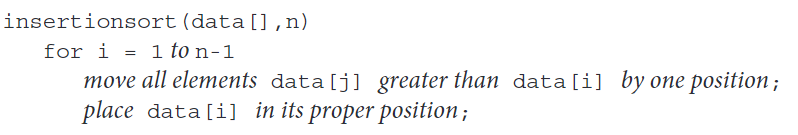 insertionsort(data[],n)
for i = 1 to n-1
move all elements data[j] greater than data[i] by one position;
place data[i] in its proper position;